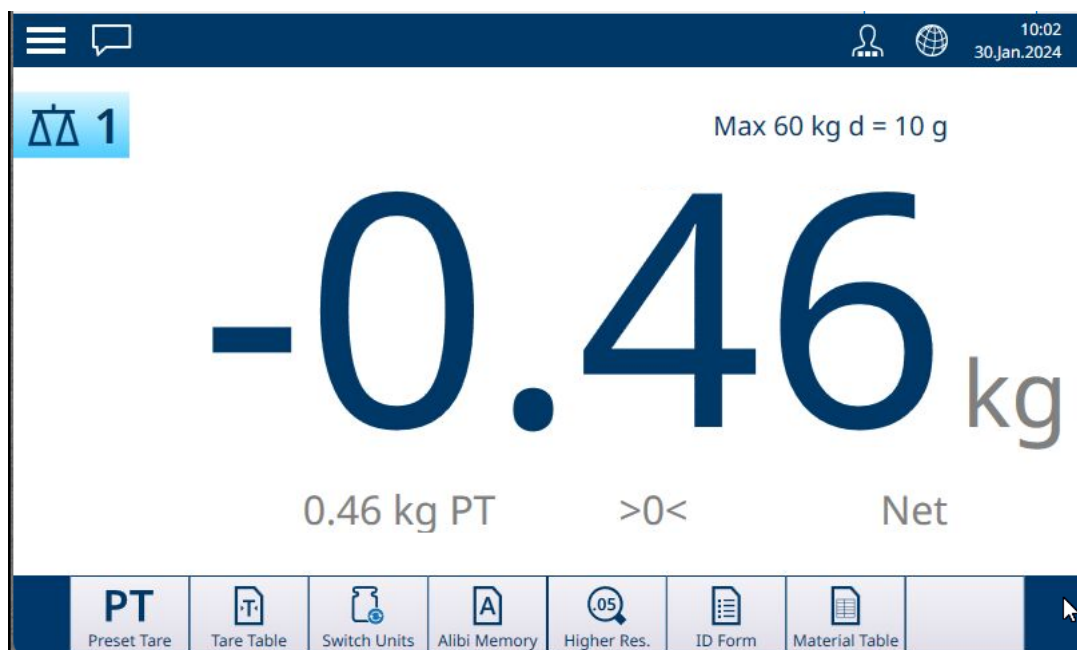 10:02
30.Jan.2024
1
Max 60 kg d = 10 g
-0.46 kg
0.46 kg PT >0< Net
PT
Preset Tare
T
Tare Table
Switch Units
A
Alibi Memory
.05
Higher Res.
ID Form
Material Table